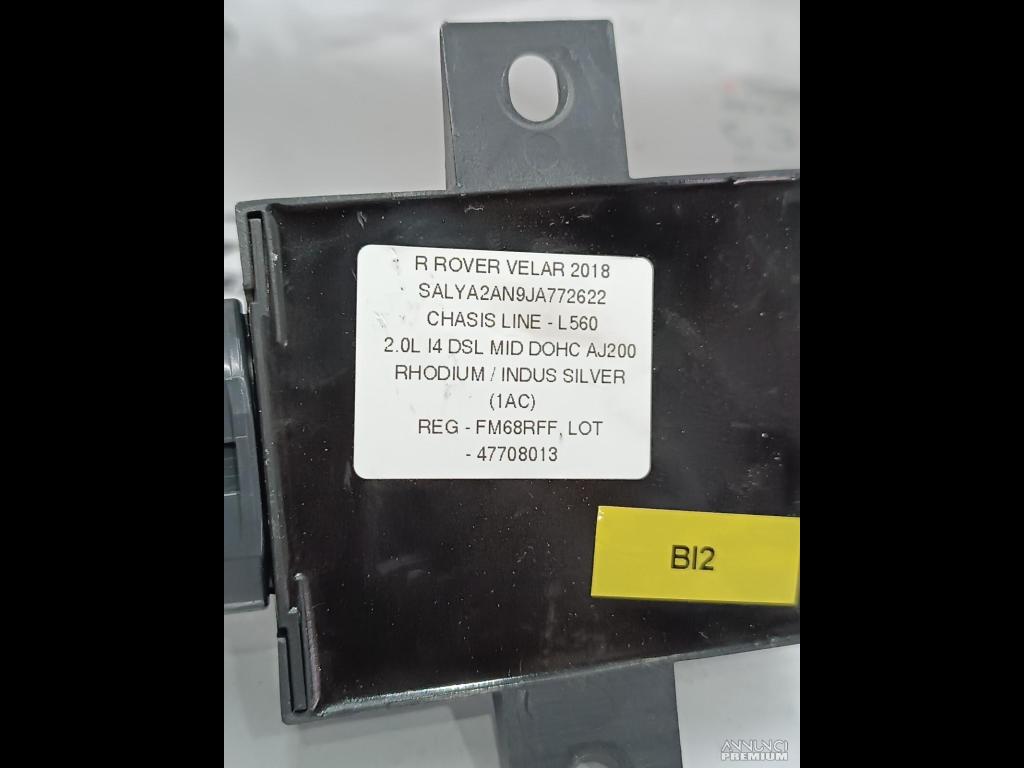 R ROVER VELAR 2018
SALYA2AN9JA772622
CHASIS LINE - L560
2.0L I4 DSL MID DOHC AJ200
RHODIUM / INDUS SILVER
(1AC)
REG - FM68RFF, LOT
- 47708013
BI2
ANNUNCI
PREMIUM